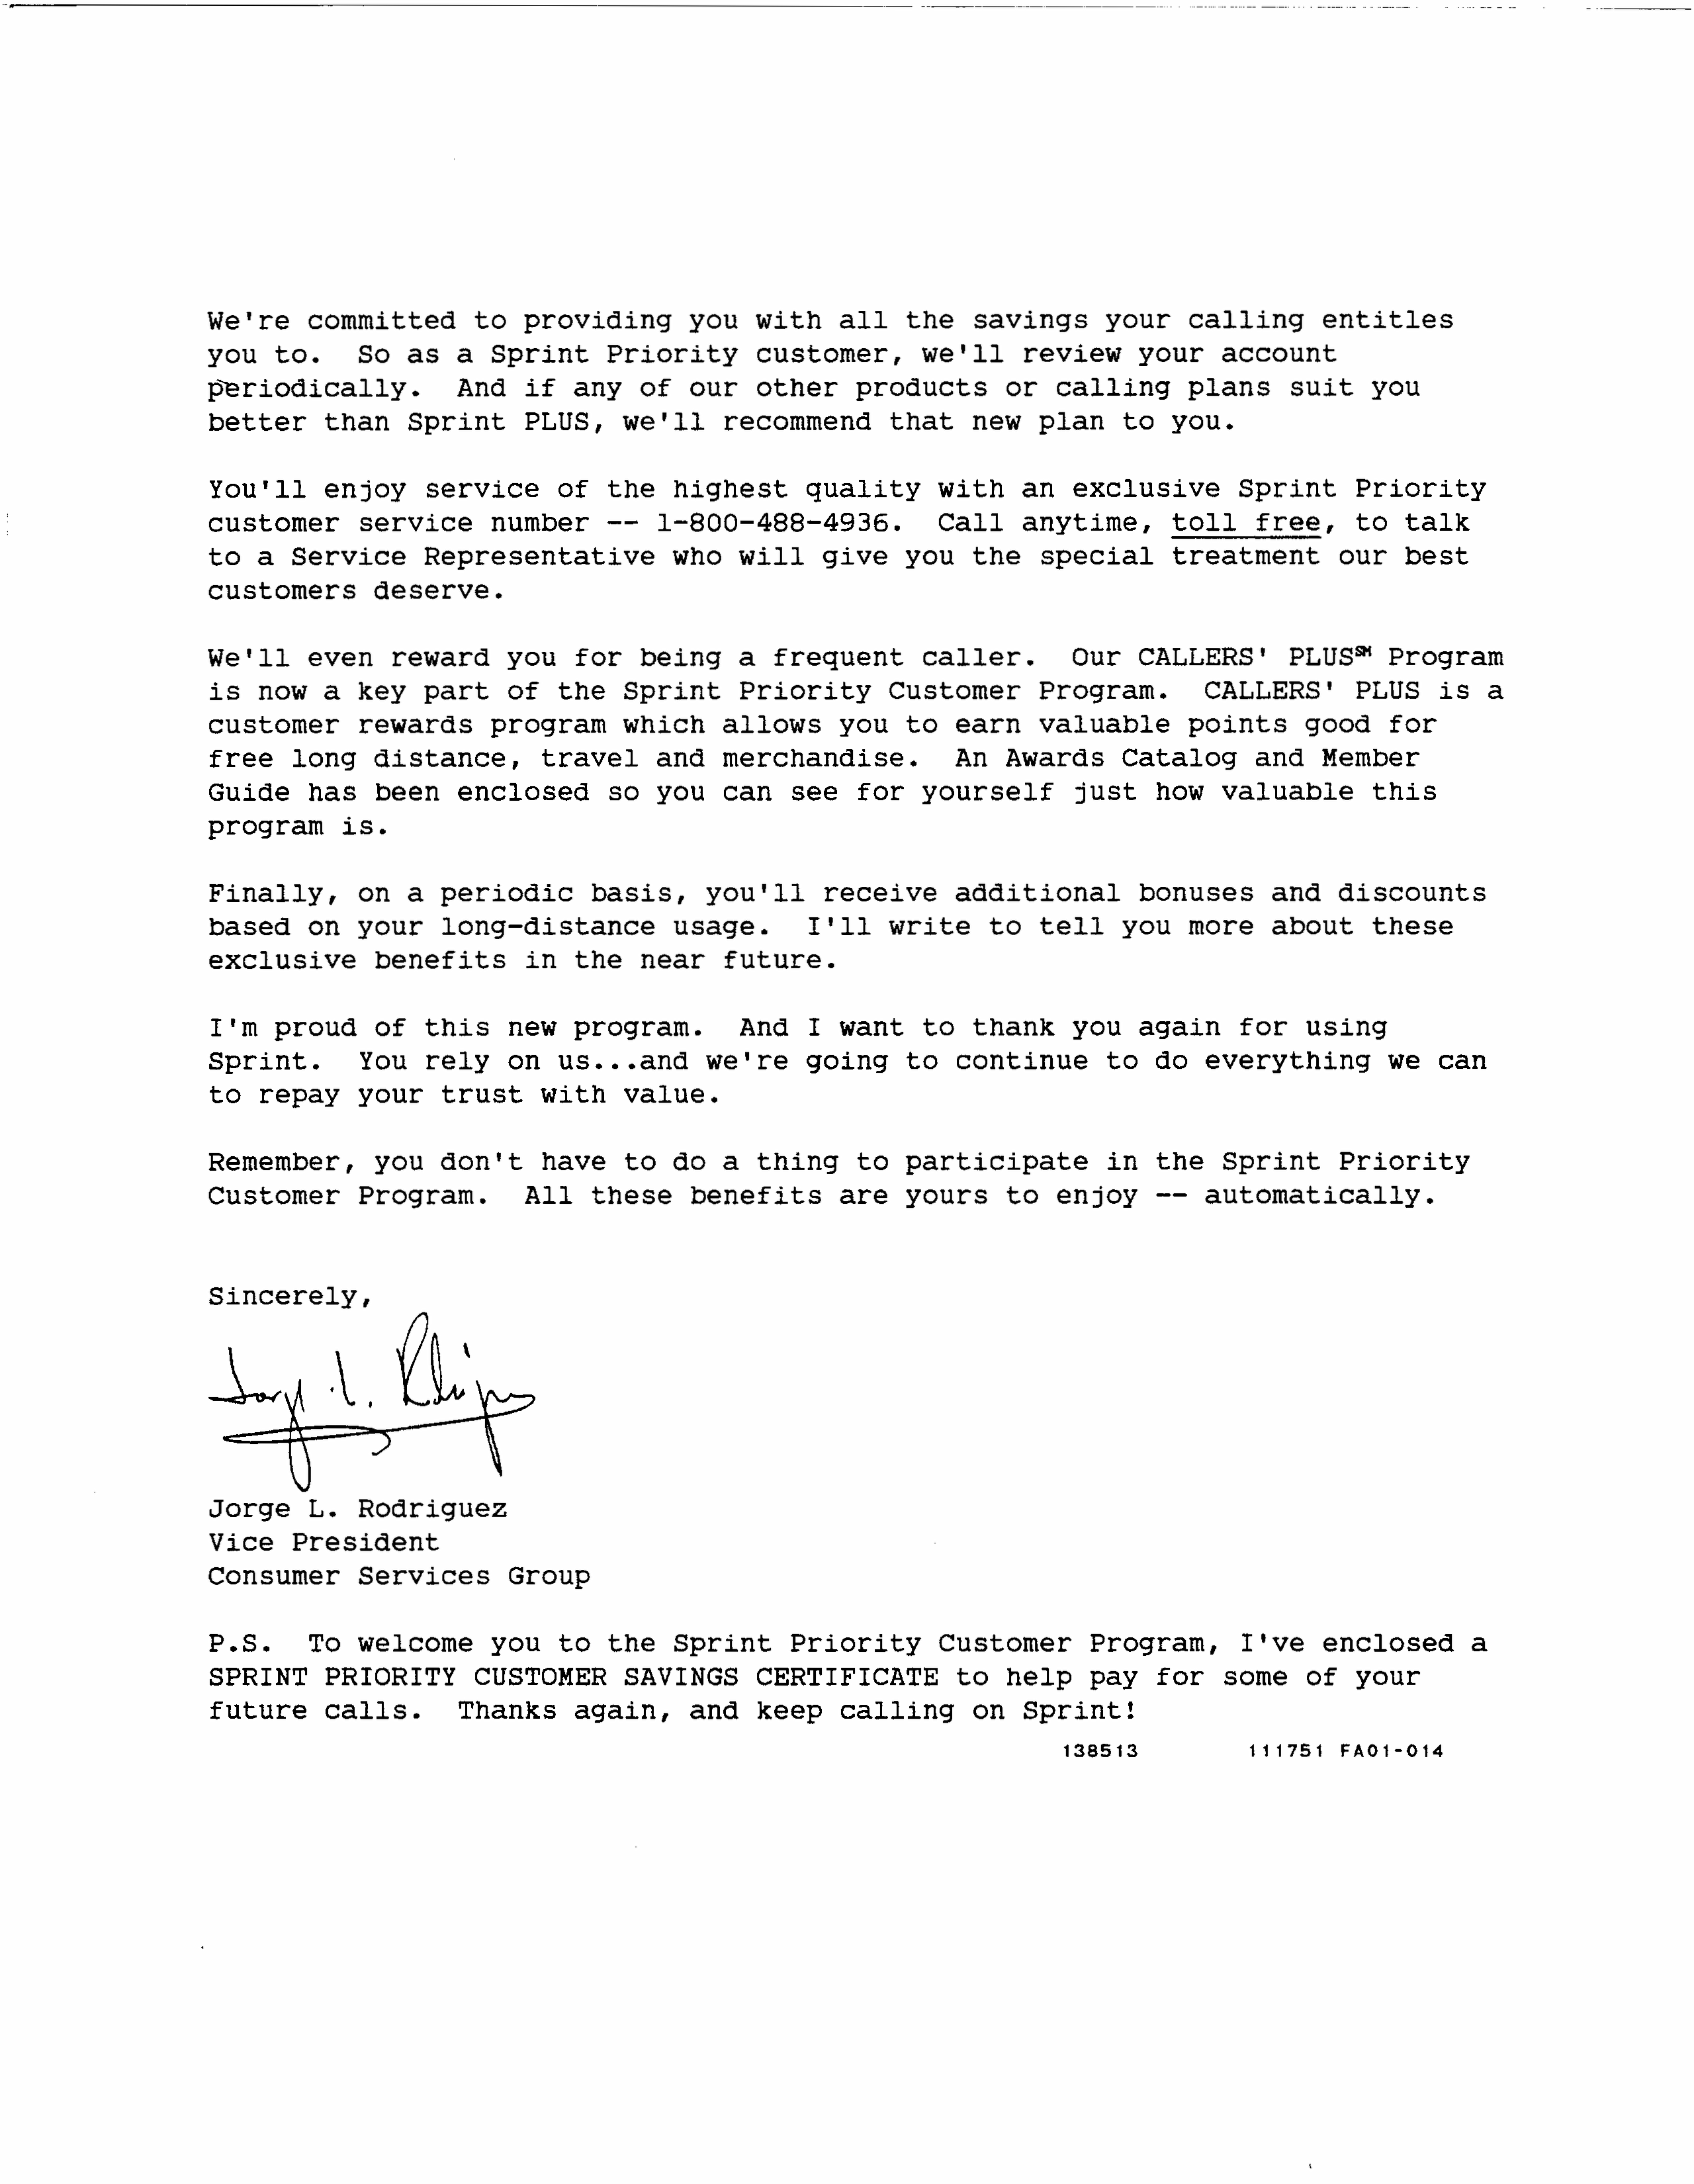 We're committed to providing you with all the savings your calling entitles
you to.  So as a Sprint Priority customer, we'll review your account
periodically.  And if any of our other products or calling plans suit you
better than Sprint PLUS, we'll recommend that new plan to you.

You'll enjoy service of the highest quality with an exclusive Sprint Priority
customer service number -- 1-800-488-4936.  Call anytime, toll free, to talk
to a Service Representative who will give you the special treatment our best
customers deserve.

We'll even reward you for being a frequent caller.  Our CALLERS' PLUS℠ Program
is now a key part of the Sprint Priority Customer Program.  CALLERS' PLUS is a
customer rewards program which allows you to earn valuable points good for
free long distance, travel and merchandise.  An Awards Catalog and Member
Guide has been enclosed so you can see for yourself just how valuable this
program is.

Finally, on a periodic basis, you'll receive additional bonuses and discounts
based on your long-distance usage.  I'll write to tell you more about these
exclusive benefits in the near future.

I'm proud of this new program.  And I want to thank you again for using
Sprint.  You rely on us...and we're going to continue to do everything we can
to repay your trust with value.

Remember, you don't have to do a thing to participate in the Sprint Priority
Customer Program.  All these benefits are yours to enjoy -- automatically.

Sincerely,

Jorge L. Rodriguez
Vice President
Consumer Services Group

P.S.  To welcome you to the Sprint Priority Customer Program, I've enclosed a
SPRINT PRIORITY CUSTOMER SAVINGS CERTIFICATE to help pay for some of your
future calls.  Thanks again, and keep calling on Sprint!
138513 111751 FA01-014